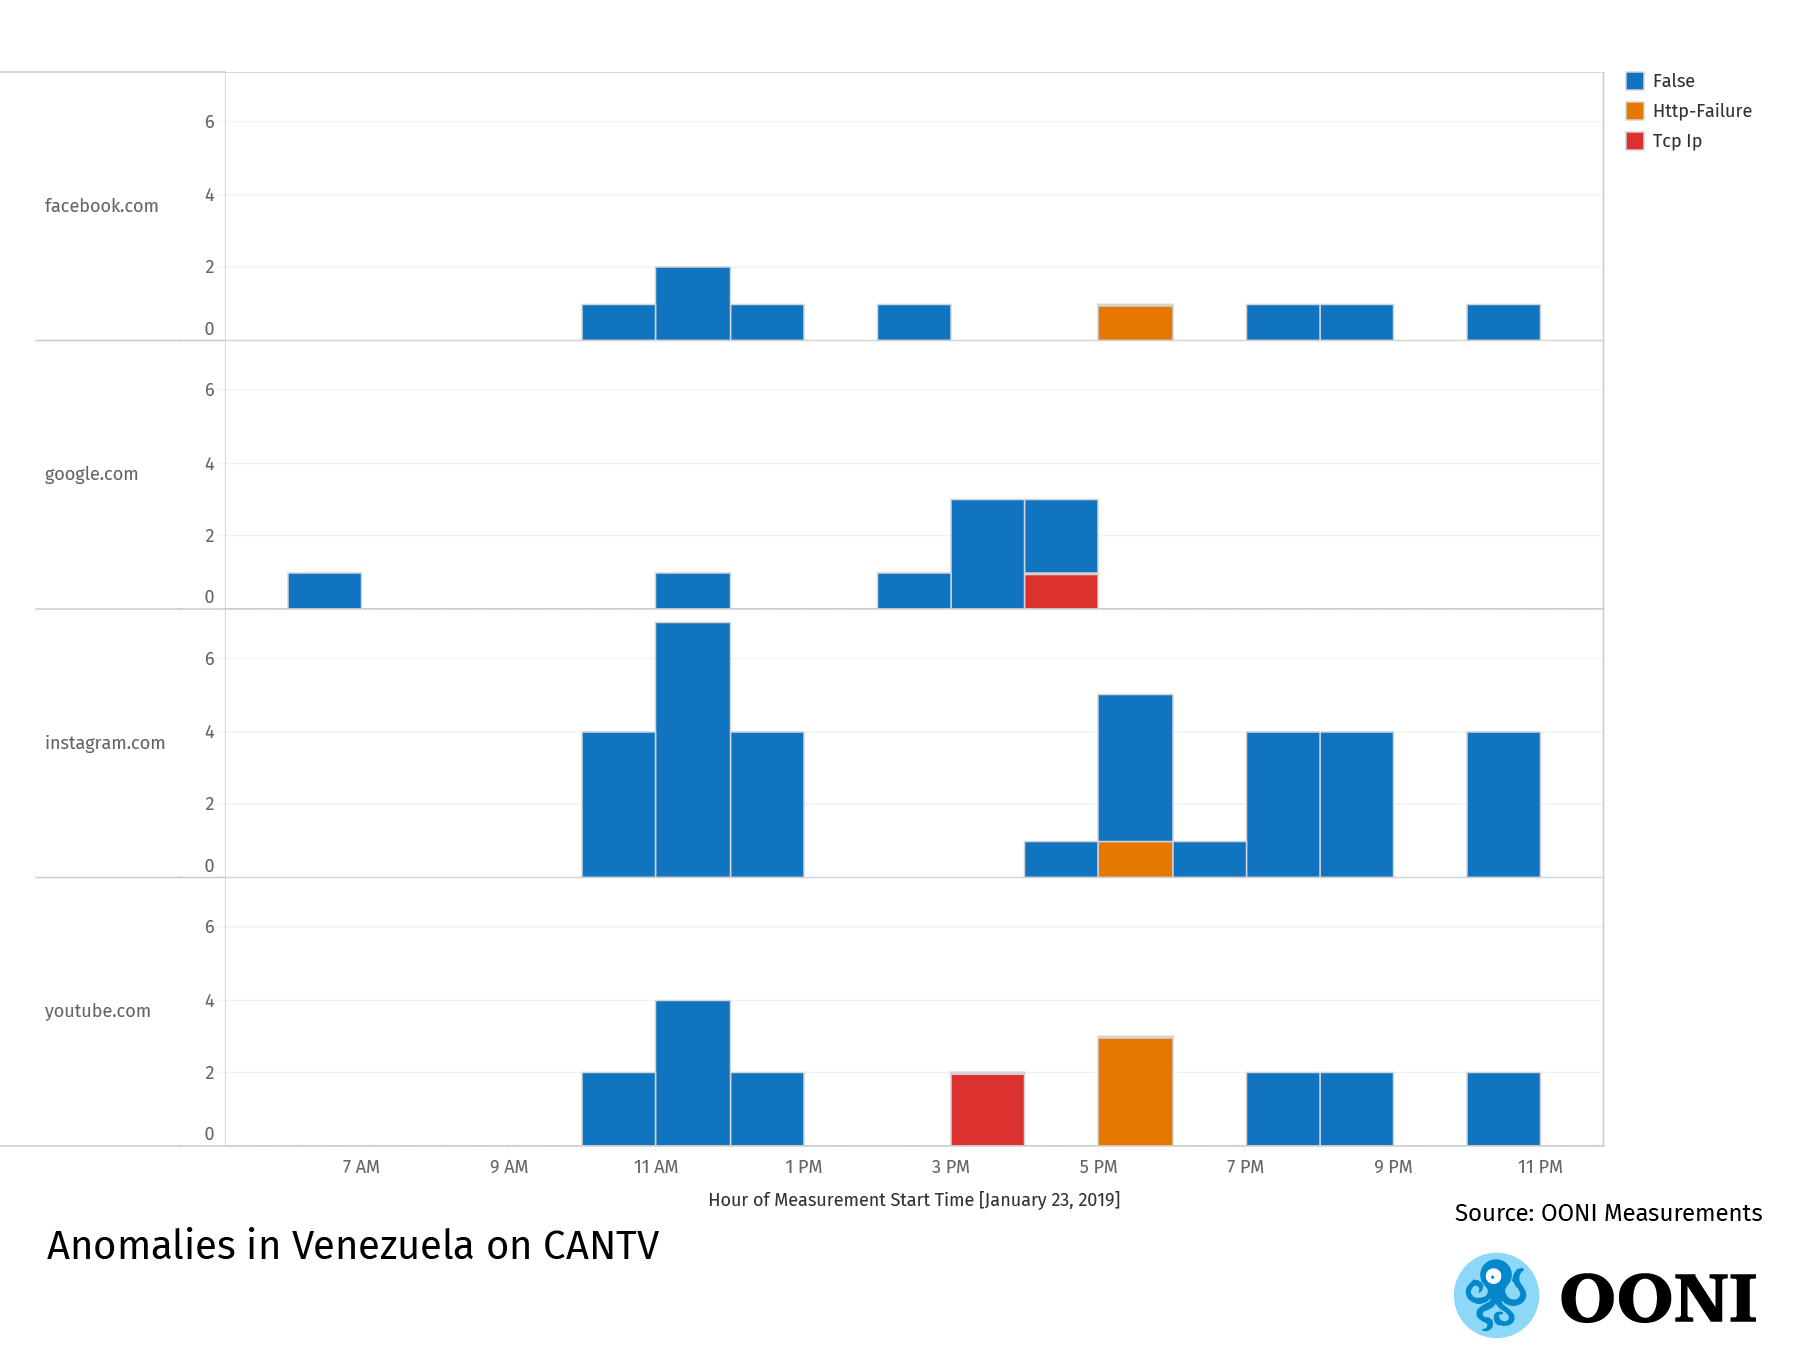 False
Http-Failure
Tcp Ip
facebook.com
6
4
2
0
google.com
6
4
2
0
instagram.com
6
4
2
0
youtube.com
6
4
2
0
7 AM 9 AM 11 AM 1 PM 3 PM 5 PM 7 PM 9 PM 11 PM
Hour of Measurement Start Time [January 23, 2019]
Source: OONI Measurements
Anomalies in Venezuela on CANTV
OONI